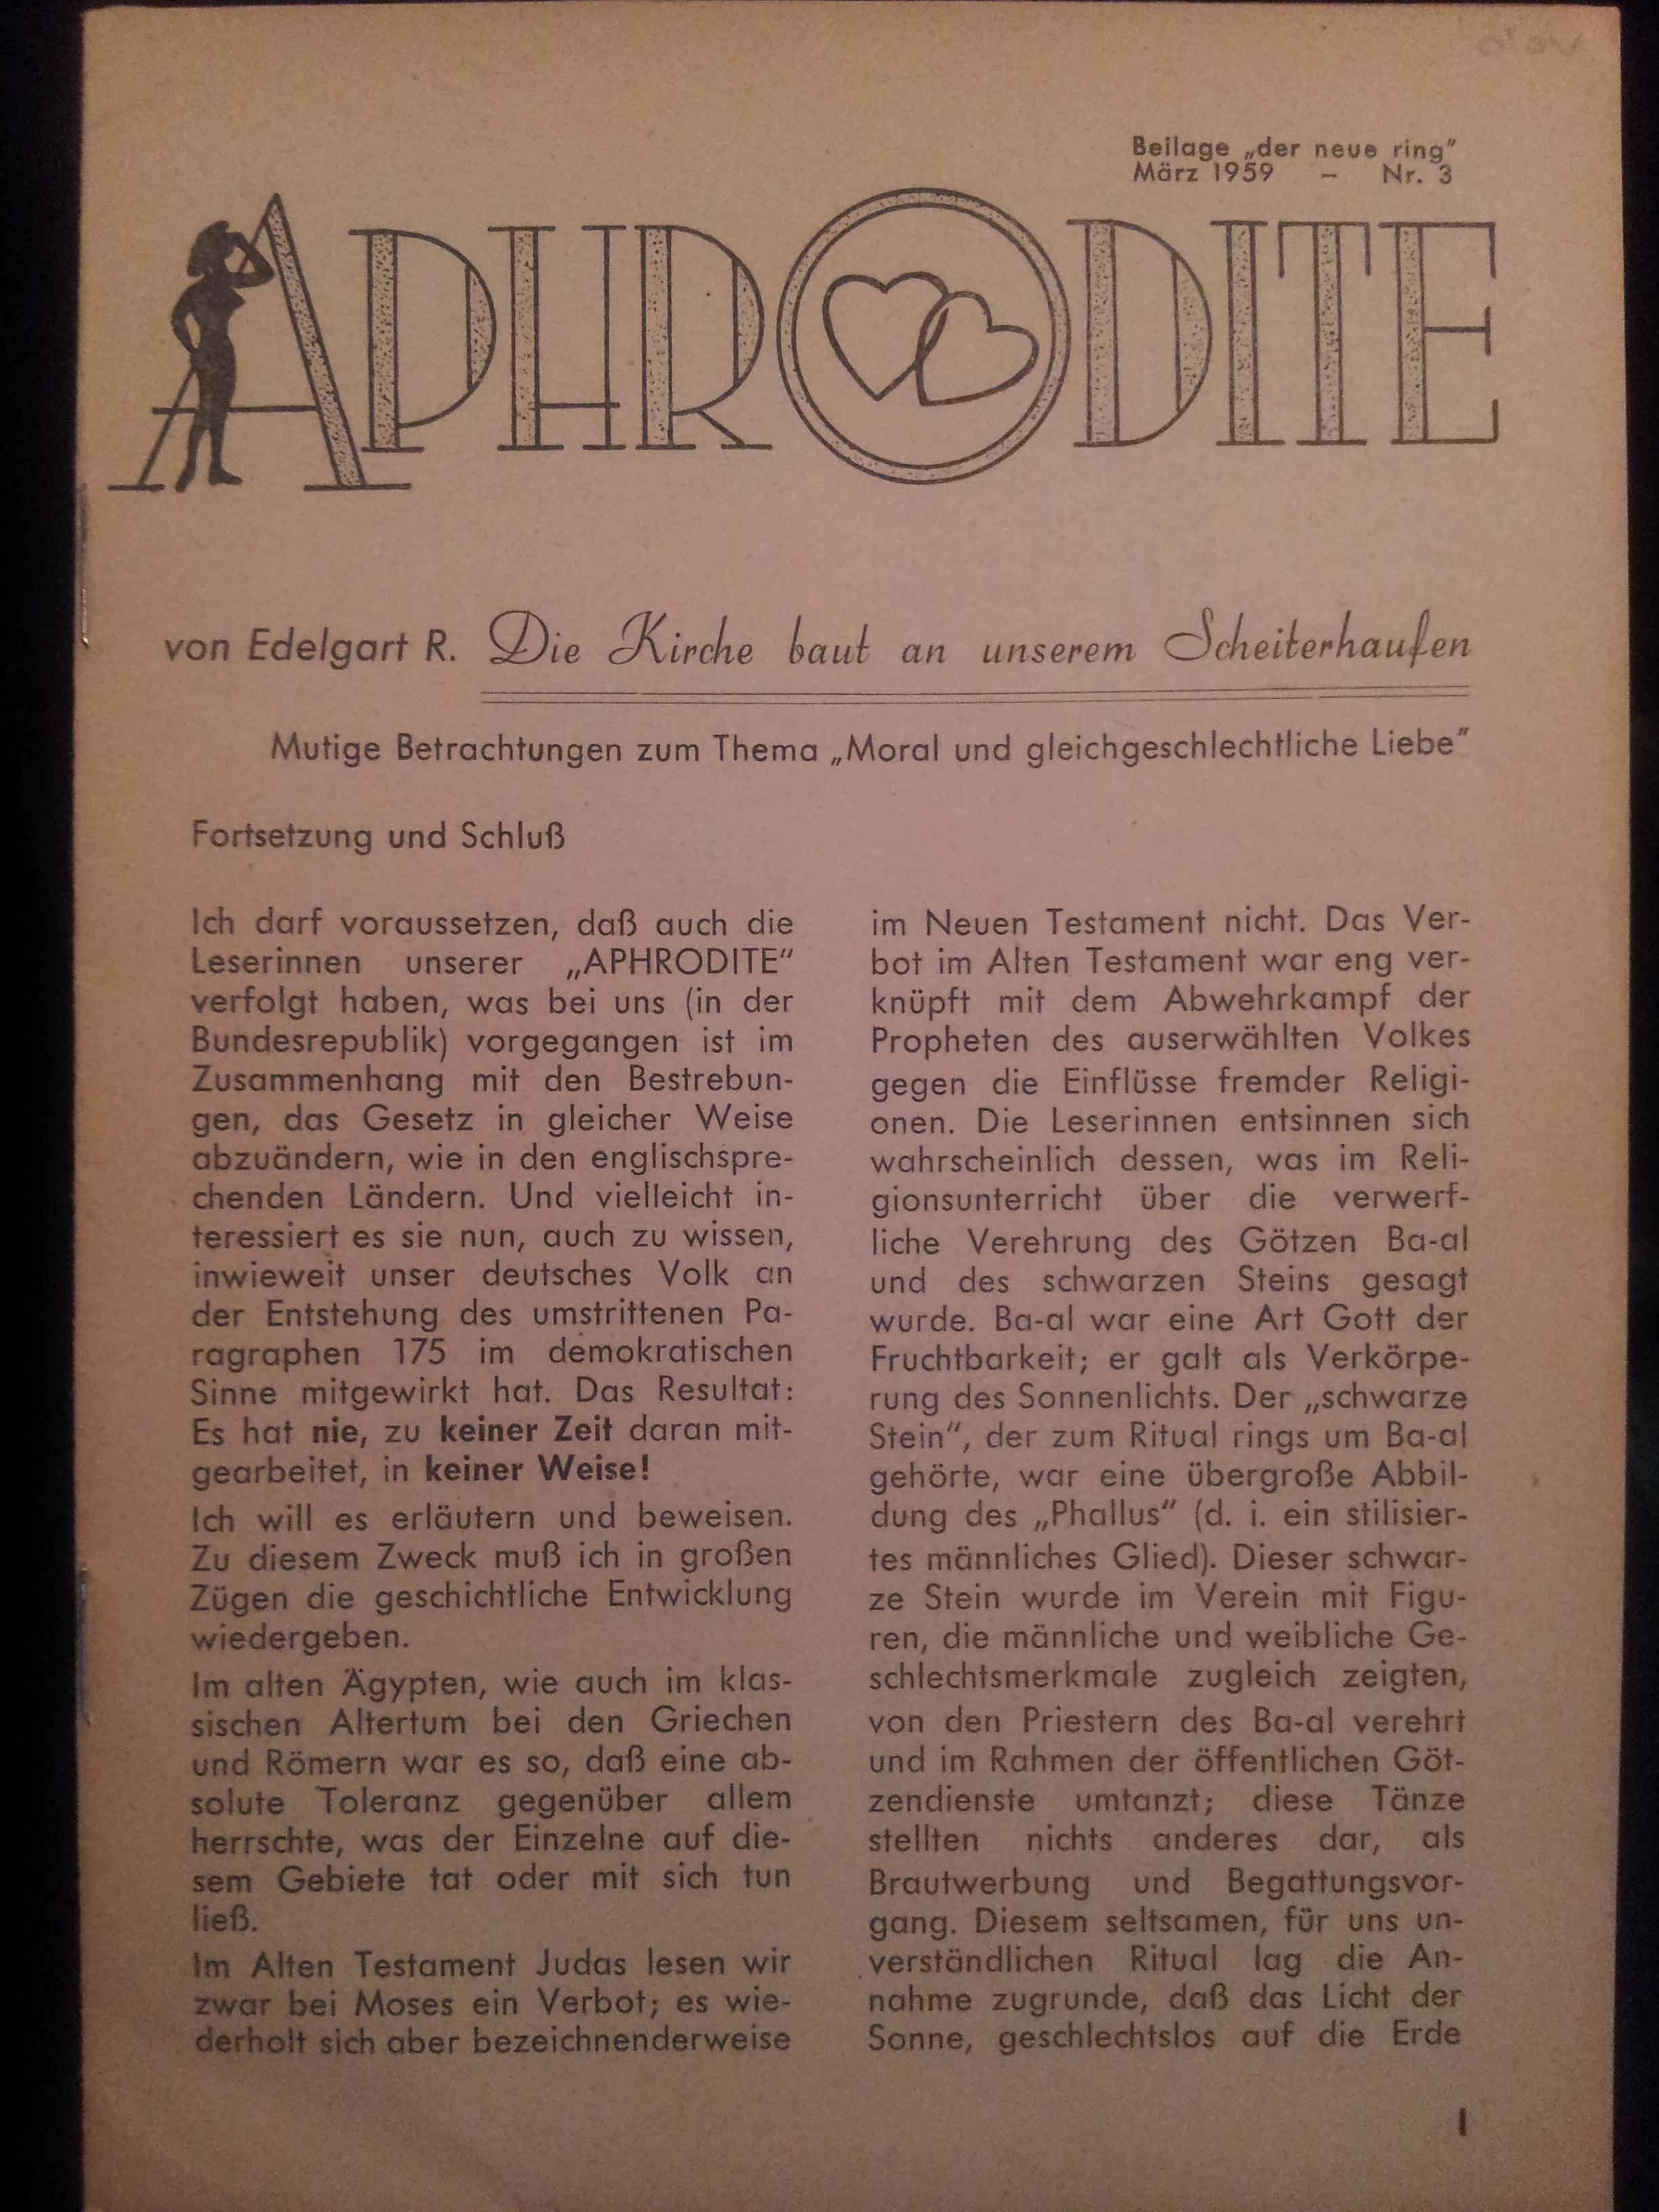 Beilage „der neue ring"
März 1959 – Nr. 3
APHRODITE
von Edelgart R. Die Kirche baut an unserem Scheiterhaufen
Mutige Betrachtungen zum Thema „Moral und gleichgeschlechtliche Liebe"
Fortsetzung und Schluß
Ich darf voraussetzen, daß auch die
Leserinnen unserer „APHRODITE"
verfolgt haben, was bei uns (in der
Bundesrepublik) vorgegangen ist im
Zusammenhang mit den Bestrebun-
gen, das Gesetz in gleicher Weise
abzuändern, wie in den englischspre-
chenden Ländern. Und vielleicht in-
teressiert es sie nun, auch zu wissen,
inwieweit unser deutsches Volk an
der Entstehung des umstrittenen Pa-
ragraphen 175 im demokratischen
Sinne mitgewirkt hat. Das Resultat:
Es hat nie, zu keiner Zeit daran mit-
gearbeitet, in keiner Weise!
Ich will es erläutern und beweisen.
Zu diesem Zweck muß ich in großen
Zügen die geschichtliche Entwicklung
wiedergeben.
Im alten Ägypten, wie auch im klas-
sischen Altertum bei den Griechen
und Römern war es so, daß eine ab-
solute Toleranz gegenüber allem
herrschte, was der Einzelne auf die-
sem Gebiete tat oder mit sich tun
ließ.
Im Alten Testament Judas lesen wir
zwar bei Moses ein Verbot; es wie-
derholt sich aber bezeichnenderweise
im Neuen Testament nicht. Das Ver-
bot im Alten Testament war eng ver-
knüpft mit dem Abwehrkampf der
Propheten des auserwählten Volkes
gegen die Einflüsse fremder Religi-
onen. Die Leserinnen entsinnen sich
wahrscheinlich dessen, was im Reli-
gionsunterricht über die verwerf-
liche Verehrung des Götzen Ba-al
und des schwarzen Steins gesagt
wurde. Ba-al war eine Art Gott der
Fruchtbarkeit; er galt als Verkörpe-
rung des Sonnenlichts. Der „schwarze
Stein", der zum Ritual rings um Ba-al
gehörte, war eine übergroße Abbil-
dung des „Phallus" (d. i. ein stilisier-
tes männliches Glied). Dieser schwar-
ze Stein wurde im Verein mit Figu-
ren, die männliche und weibliche Ge-
schlechtsmerkmale zugleich zeigten,
von den Priestern des Ba-al verehrt
und im Rahmen der öffentlichen Göt-
zendienste umtanzt; diese Tänze
stellten nichts anderes dar, als
Brautwerbung und Begattungsvor-
gang. Diesem seltsamen, für uns un-
verständlichen Ritual lag die An-
nahme zugrunde, daß das Licht der
Sonne, geschlechtslos auf die Erde
I